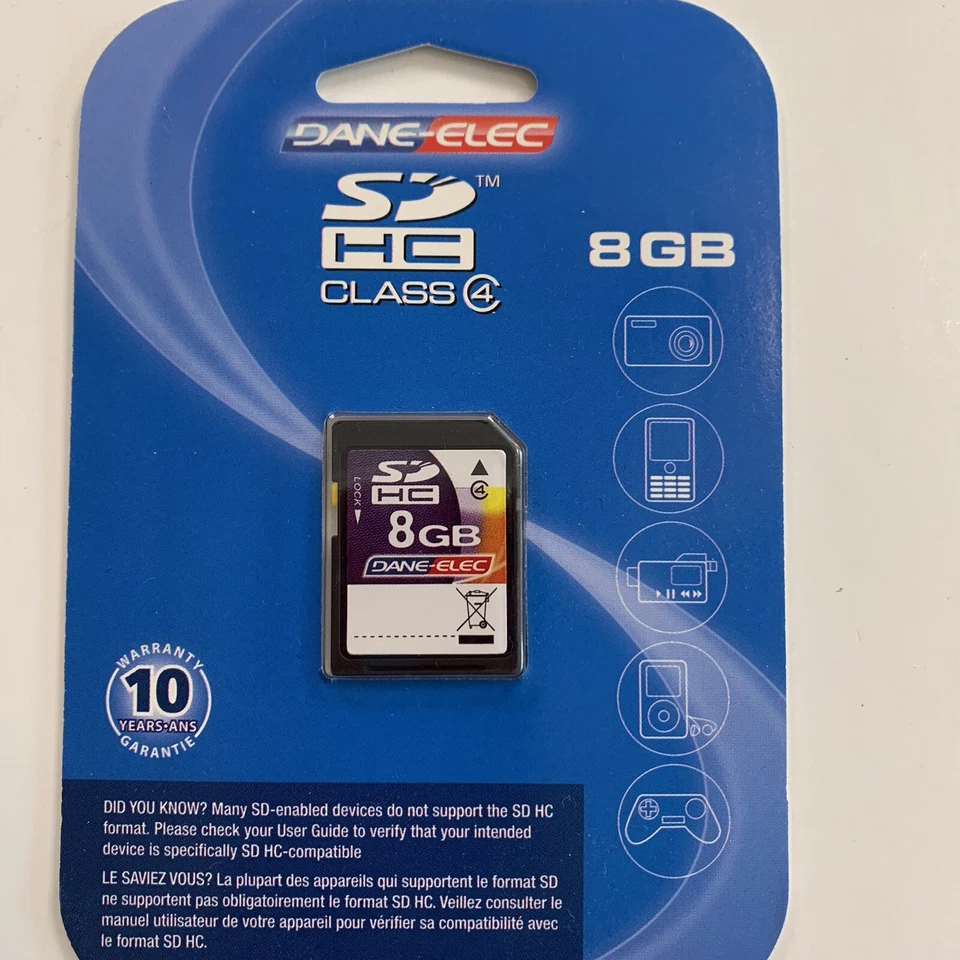 DANE-ELEC
SD™
HC
CLASS 4
8GB
SD
HC
4
LOCK
8GB
DANE-ELEC
WARRANTY
10
YEARS•ANS
GARANTIE
DID YOU KNOW? Many SD-enabled devices do not support the SD HC
format. Please check your User Guide to verify that your intended
device is specifically SD HC-compatible
LE SAVIEZ VOUS? La plupart des appareils qui supportent le format SD
ne supportent pas obligatoirement le format SD HC. Veillez consulter le
manuel utilisateur de votre appareil pour vérifier sa compatibilité avec
le format SD HC.